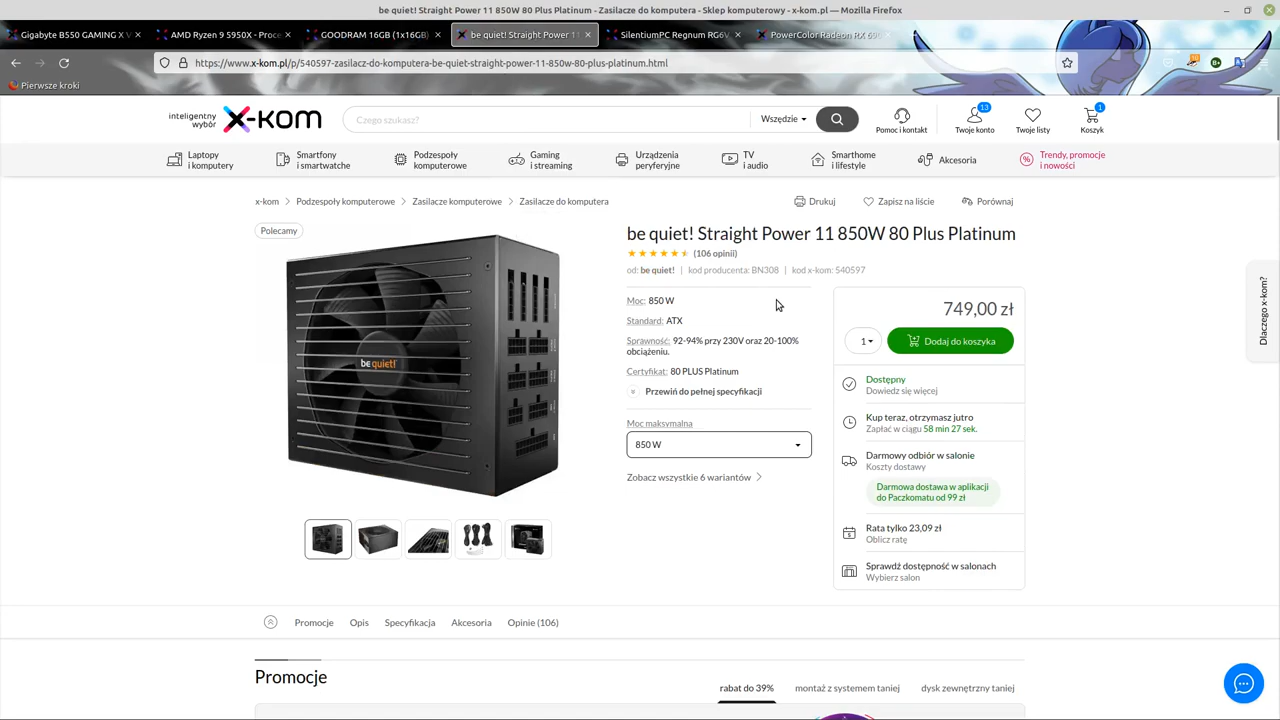 be quiet! Straight Power 11 850W 80 Plus Platinum - Zasilacze do komputera - Sklep komputerowy - x-kom.pl — Mozilla Firefox
Gigabyte B550 GAMING X V
AMD Ryzen 9 5950X - Proce
GOODRAM 16GB (1x16GB)
be quiet! Straight Power 11
SilentiumPC Regnum RG6V
PowerColor Radeon RX 69
https://www.x-kom.pl/p/540597-zasilacz-do-komputera-be-quiet-straight-power-11-850w-80-plus-platinum.html
Pierwsze kroki
inteligentny
wybór
x-kom
Czego szukasz?
Wszędzie
Pomoc i kontakt
13
Twoje konto
Twoje listy
1
Koszyk
Laptopy
i komputery
Smartfony
i smartwatche
Podzespoły
komputerowe
Gaming
i streaming
Urządzenia
peryferyjne
TV
i audio
Smarthome
i lifestyle
Akcesoria
Trendy, promocje
i nowości
x-kom > Podzespoły komputerowe > Zasilacze komputerowe > Zasilacze do komputera
Drukuj
Zapisz na liście
Porównaj
Polecamy
be quiet!
be quiet! Straight Power 11 850W 80 Plus Platinum
(106 opinii)
od: be quiet! | kod producenta: BN308 | kod x-kom: 540597
Moc: 850 W
Standard: ATX
Sprawność: 92-94% przy 230V oraz 20-100%
obciążeniu.
Certyfikat: 80 PLUS Platinum
Przewiń do pełnej specyfikacji
Moc maksymalna
850 W
Zobacz wszystkie 6 wariantów
749,00 zł
1
Dodaj do koszyka
Dostępny
Dowiedz się więcej
Kup teraz, otrzymasz jutro
Zapłać w ciągu 58 min 27 sek.
Darmowy odbiór w salonie
Koszty dostawy
Darmowa dostawa w aplikacji
do Paczkomatu od 99 zł
Rata tylko 23,09 zł
Oblicz ratę
Sprawdź dostępność w salonach
Wybierz salon
Dlaczego x-kom?
Promocje
Opis
Specyfikacja
Akcesoria
Opinie (106)
Promocje
rabat do 39%
montaż z systemem taniej
dysk zewnętrzny taniej